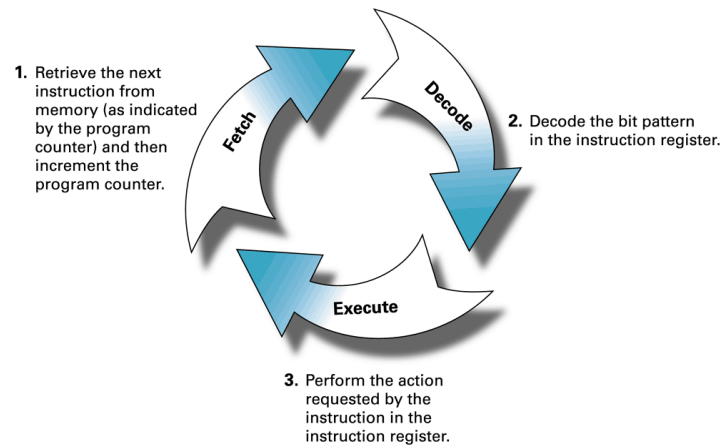 1. Retrieve the next
instruction from
memory (as indicated
by the program
counter) and then
increment the
program counter.
Fetch
Decode
2. Decode the bit pattern
in the instruction register.
Execute
3. Perform the action
requested by the
instruction in the
instruction register.